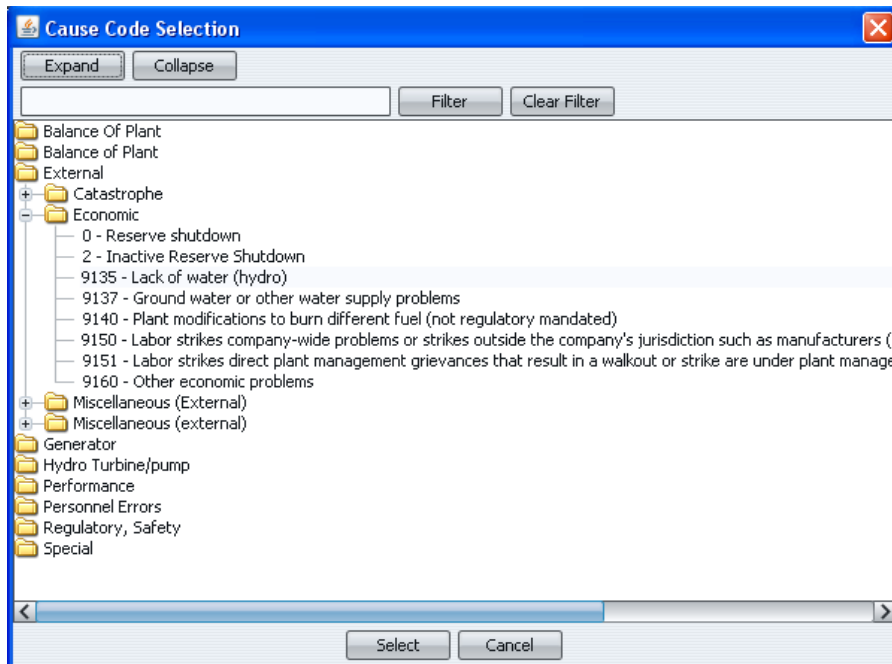 Cause Code Selection
Expand Collapse
Filter Clear Filter
Balance Of Plant
Balance of Plant
External
Catastrophe
Economic
0 - Reserve shutdown
2 - Inactive Reserve Shutdown
9135 - Lack of water (hydro)
9137 - Ground water or other water supply problems
9140 - Plant modifications to burn different fuel (not regulatory mandated)
9150 - Labor strikes company-wide problems or strikes outside the company's jurisdiction such as manufacturers (
9151 - Labor strikes direct plant management grievances that result in a walkout or strike are under plant manage
9160 - Other economic problems
Miscellaneous (External)
Miscellaneous (external)
Generator
Hydro Turbine/pump
Performance
Personnel Errors
Regulatory, Safety
Special
Select Cancel